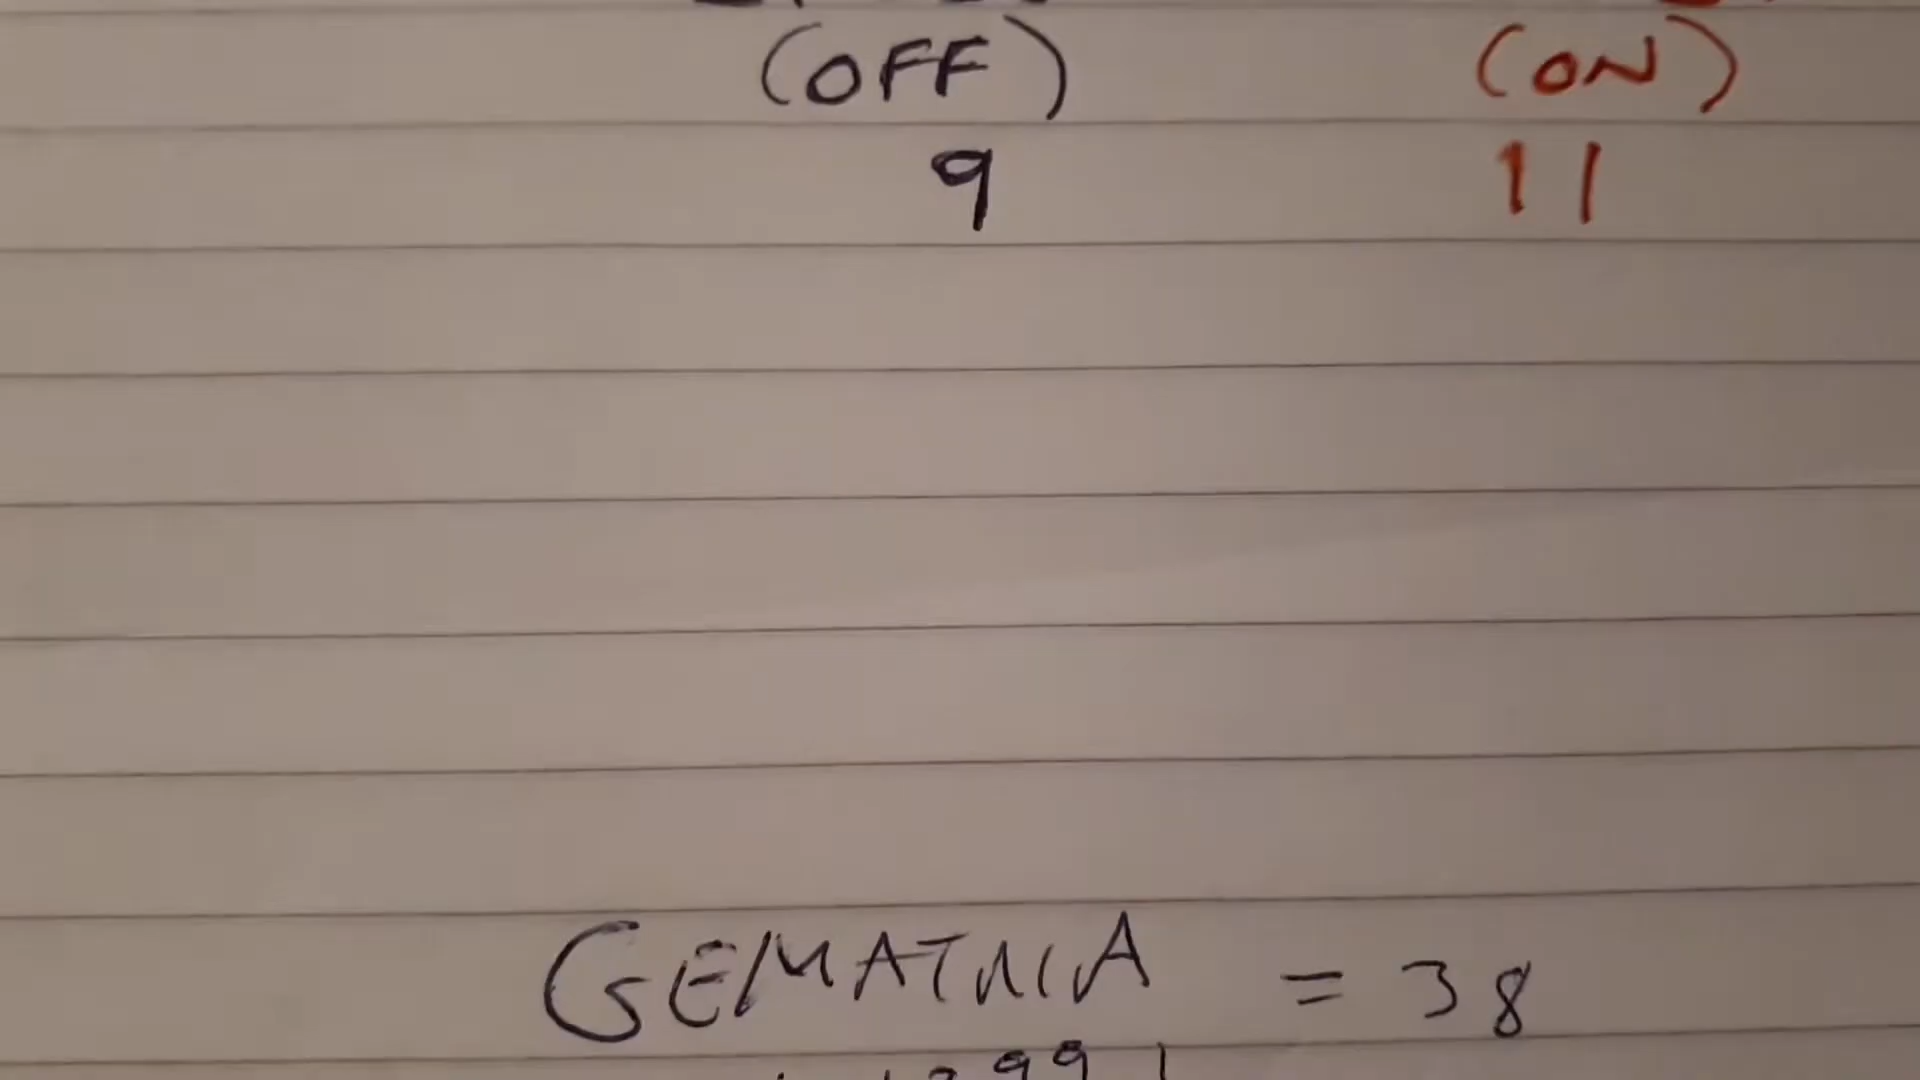 (OFF) (ON)
9 11
GEMATRIA = 38